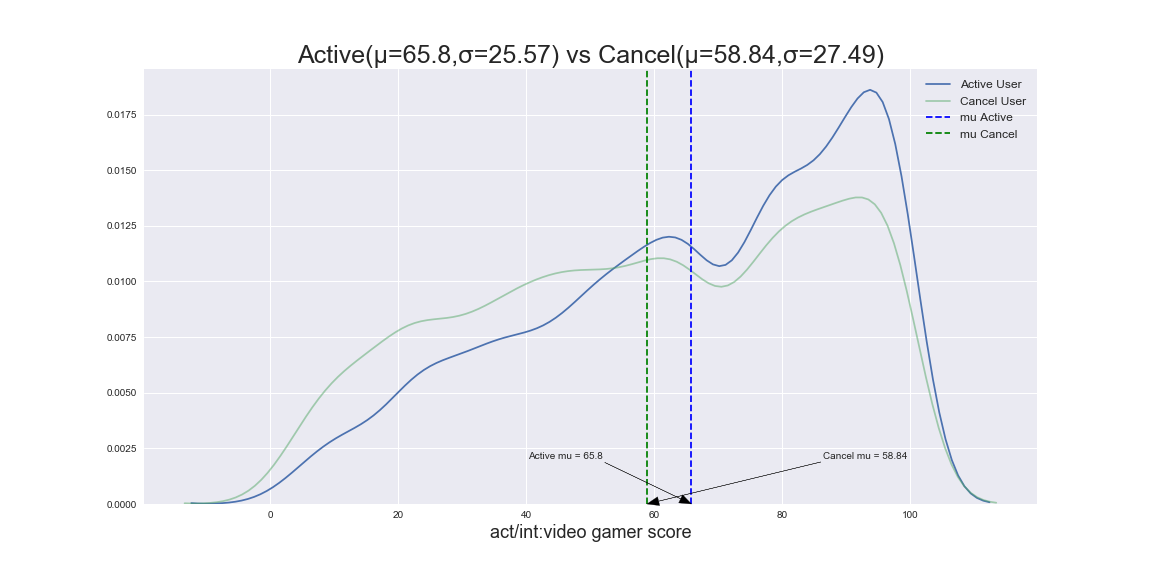 Active(μ=65.8,σ=25.57) vs Cancel(μ=58.84,σ=27.49)
Active User
Cancel User
mu Active
mu Cancel
0.0175
0.0150
0.0125
0.0100
0.0075
0.0050
0.0025
0.0000
Active mu = 65.8
Cancel mu = 58.84
0 20 40 60 80 100
act/int:video gamer score